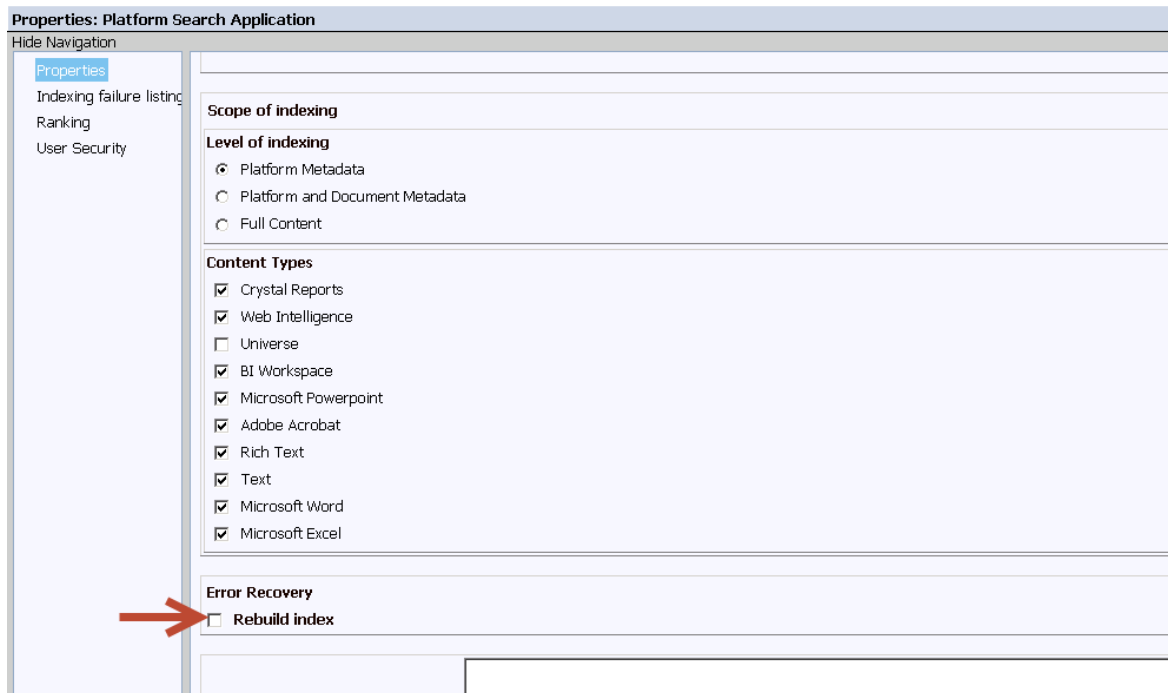 Properties: Platform Search Application
Hide Navigation
Properties
Indexing failure listing
Ranking
User Security
Scope of indexing
Level of indexing
Platform Metadata
Platform and Document Metadata
Full Content
Content Types
Crystal Reports
Web Intelligence
Universe
BI Workspace
Microsoft Powerpoint
Adobe Acrobat
Rich Text
Text
Microsoft Word
Microsoft Excel
Error Recovery
Rebuild index